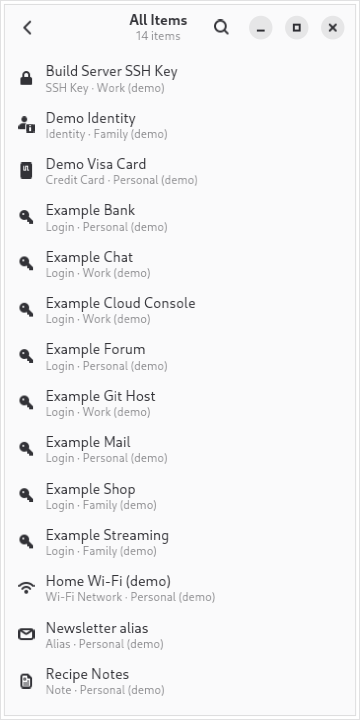 All Items
14 items
Build Server SSH Key
SSH Key · Work (demo)
Demo Identity
Identity · Family (demo)
Demo Visa Card
Credit Card · Personal (demo)
Example Bank
Login · Personal (demo)
Example Chat
Login · Work (demo)
Example Cloud Console
Login · Work (demo)
Example Forum
Login · Personal (demo)
Example Git Host
Login · Work (demo)
Example Mail
Login · Personal (demo)
Example Shop
Login · Family (demo)
Example Streaming
Login · Family (demo)
Home Wi-Fi (demo)
Wi-Fi Network · Personal (demo)
Newsletter alias
Alias · Personal (demo)
Recipe Notes
Note · Personal (demo)